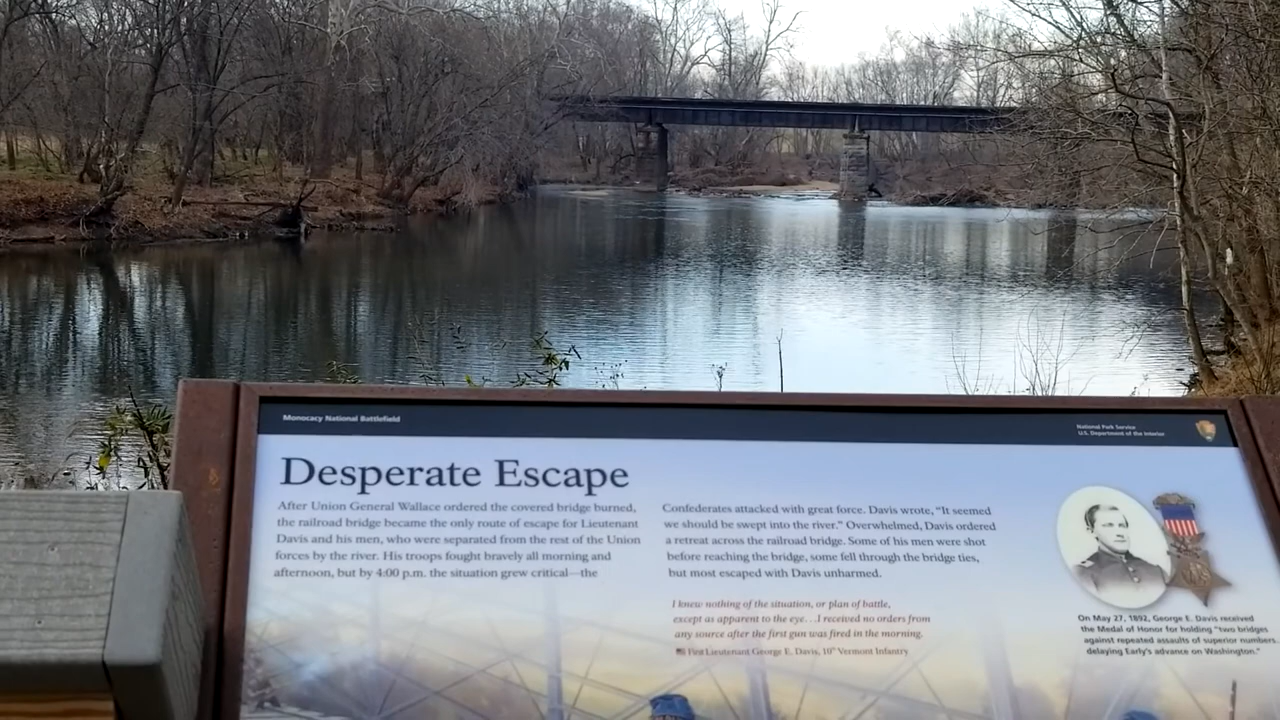 Monocacy National Battlefield
National Park Service
U.S. Department of the Interior
Desperate Escape
After Union General Wallace ordered the covered bridge burned,
the railroad bridge became the only route of escape for Lieutenant
Davis and his men, who were separated from the rest of the Union
forces by the river. His troops fought bravely all morning and
afternoon, but by 4:00 p.m. the situation grew critical—the
Confederates attacked with great force. Davis wrote, “It seemed
we should be swept into the river.” Overwhelmed, Davis ordered
a retreat across the railroad bridge. Some of his men were shot
before reaching the bridge, some fell through the bridge ties,
but most escaped with Davis unharmed.
I knew nothing of the situation, or plan of battle,
except as apparent to the eye. . .I received no orders from
any source after the first gun was fired in the morning.
First Lieutenant George E. Davis, 10th Vermont Infantry
On May 27, 1892, George E. Davis received
the Medal of Honor for holding “two bridges
against repeated assaults of superior numbers.
delaying Early’s advance on Washington.”